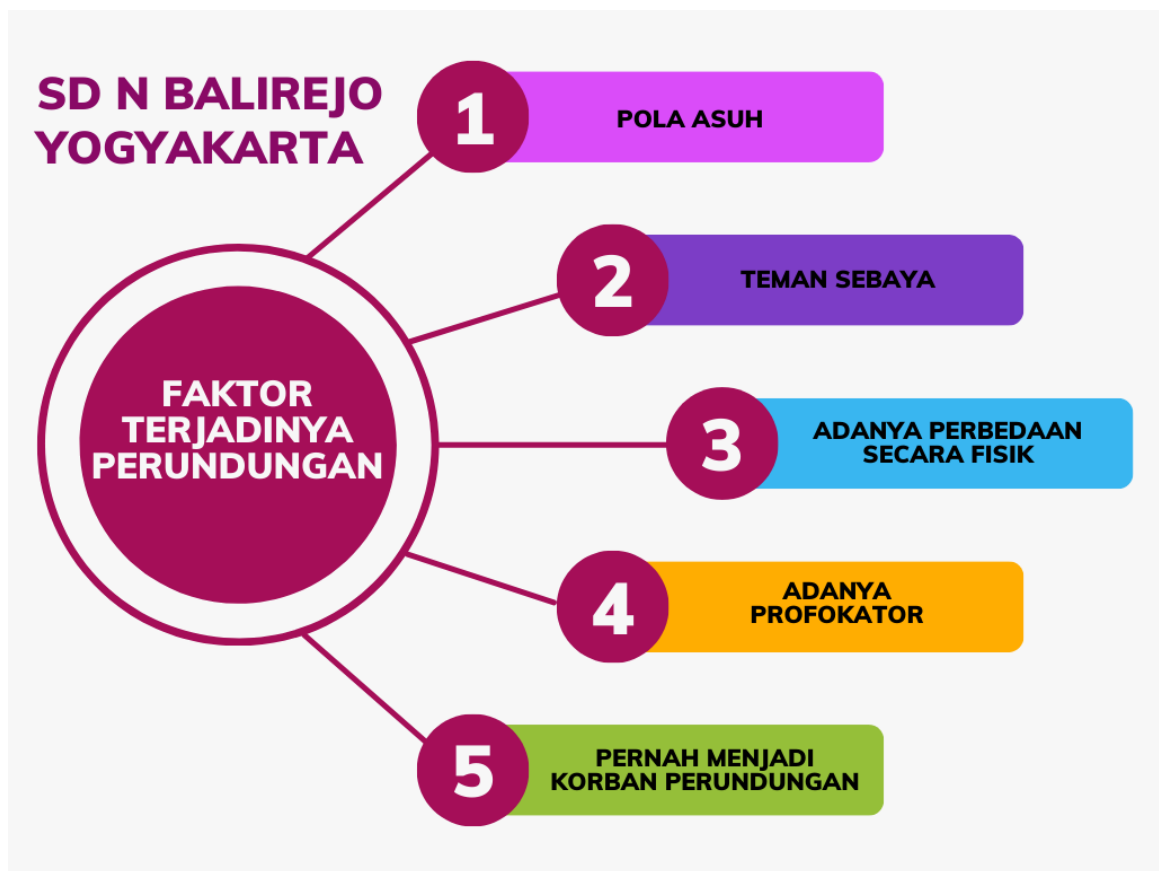 SD N BALIREJO
YOGYAKARTA
FAKTOR
TERJADINYA
PERUNDUNGAN
1
POLA ASUH
2
TEMAN SEBAYA
3
ADANYA PERBEDAAN
SECARA FISIK
4
ADANYA
PROFOKATOR
5
PERNAH MENJADI
KORBAN PERUNDUNGAN